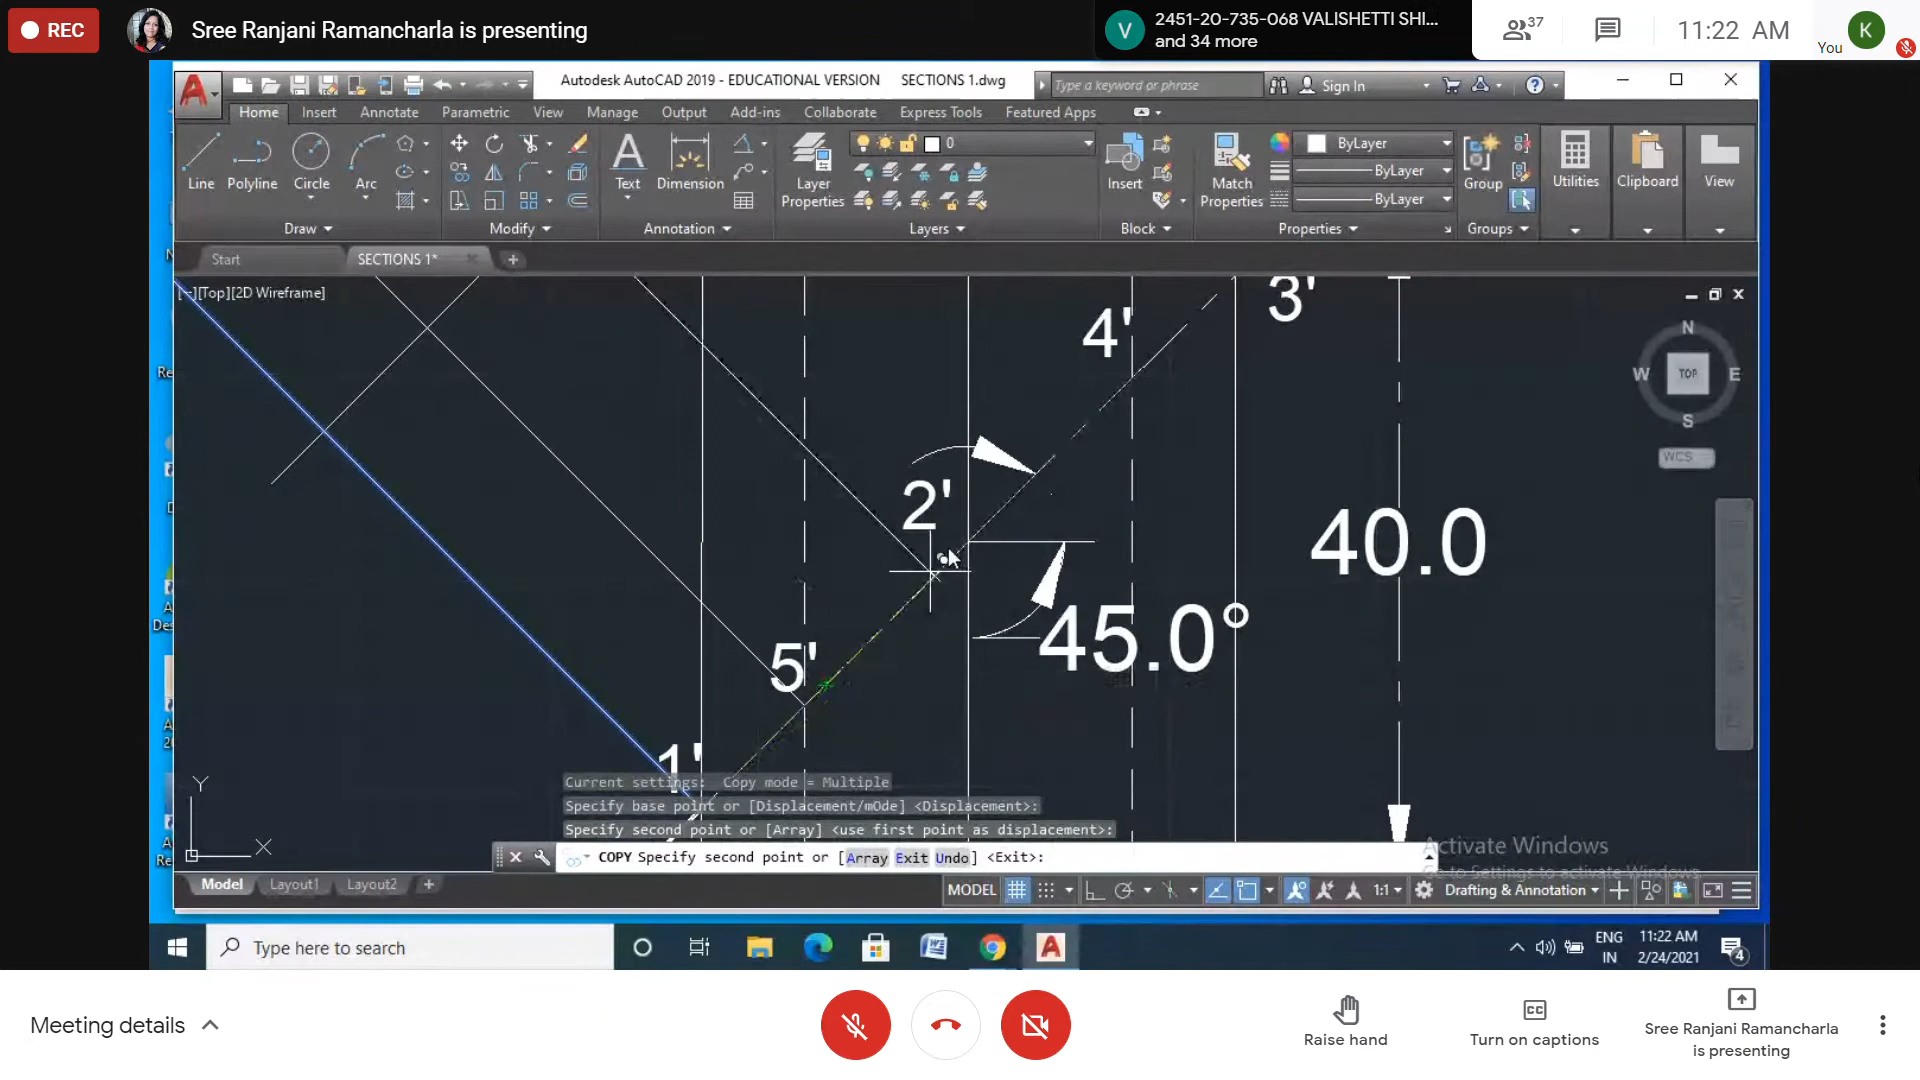 REC
Sree Ranjani Ramancharla is presenting
V
2451-20-735-068 VALISHETTI SHI...
and 34 more
37
11:22 AM
You
K
Autodesk AutoCAD 2019 - EDUCATIONAL VERSION SECTIONS 1.dwg
Type a keyword or phrase
Sign In
Home Insert Annotate Parametric View Manage Output Add-ins Collaborate Express Tools Featured Apps
0
ByLayer
ByLayer
ByLayer
Line Polyline Circle Arc
Text Dimension
Layer
Properties
Insert
Match
Properties
Group
Utilities
Clipboard
View
Draw Modify Annotation Layers Block Properties Groups
Start
SECTIONS 1*
[-][Top][2D Wireframe]
3'
4'
N
W TOP E
S
WCS
2'
40.0
45.0°
5'
1'
Y
X
Current settings: Copy mode = Multiple
Specify base point or [Displacement/mOde] <Displacement>:
Specify second point or [Array] <use first point as displacement>:
COPY Specify second point or [Array Exit Undo] <Exit>:
Activate Windows
Go to Settings to activate Windows.
Model Layout1 Layout2
MODEL
1:1
Drafting & Annotation
Type here to search
ENG
IN
11:22 AM
2/24/2021
4
Meeting details
Raise hand
Turn on captions
Sree Ranjani Ramancharla
is presenting